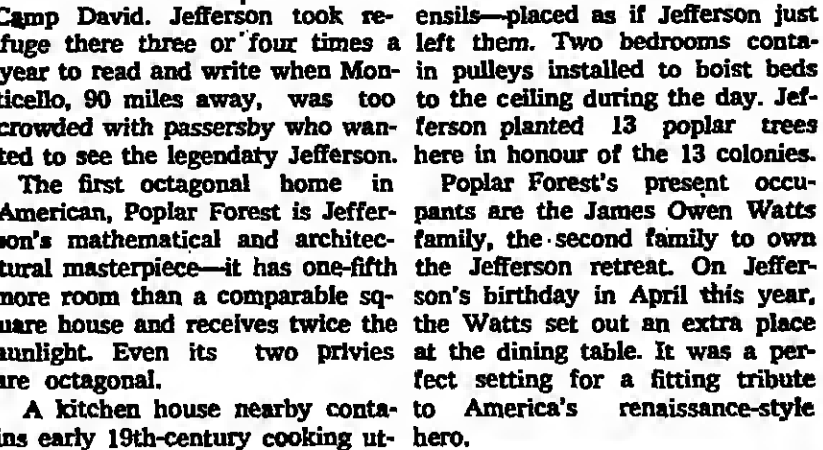 Camp David. Jefferson took re-
fuge there three or four times a
year to read and write when Mon-
ticello, 90 miles away, was too
crowded with passersby who wan-
ted to see the legendaty Jefferson.
The first octagonal home in
American, Poplar Forest is Jeffer-
son's mathematical and architec-
tural masterpiece—it has one-fifth
more room than a comparable sq-
uare house and receives twice the
sunlight. Even its two privies
are octagonal.
A kitchen house nearby conta-
ins early 19th-century cooking ut-
ensils—placed as if Jefferson just
left them. Two bedrooms conta-
in pulleys installed to boist beds
to the ceiling during the day. Jef-
ferson planted 13 poplar trees
here in honour of the 13 colonies.
Poplar Forest's present occu-
pants are the James Owen Watts
family, the second family to own
the Jefferson retreat. On Jeffer-
son's birthday in April this year,
the Watts set out an extra place
at the dining table. It was a per-
fect setting for a fitting tribute
to America's renaissance-style
hero.